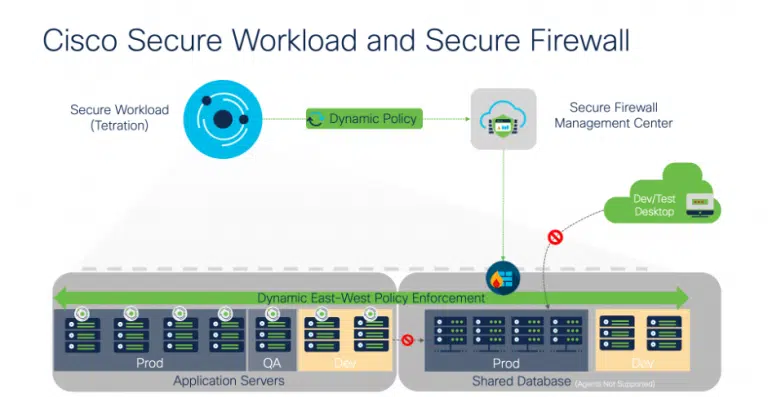 Cisco Secure Workload and Secure Firewall
Secure Workload
(Tetration)
Dynamic Policy
Secure Firewall
Management Center
Dev/Test
Desktop
Dynamic East-West Policy Enforcement
Prod
QA
Dev
Prod
Dev
Application Servers
Shared Database (Agents Not Supported)